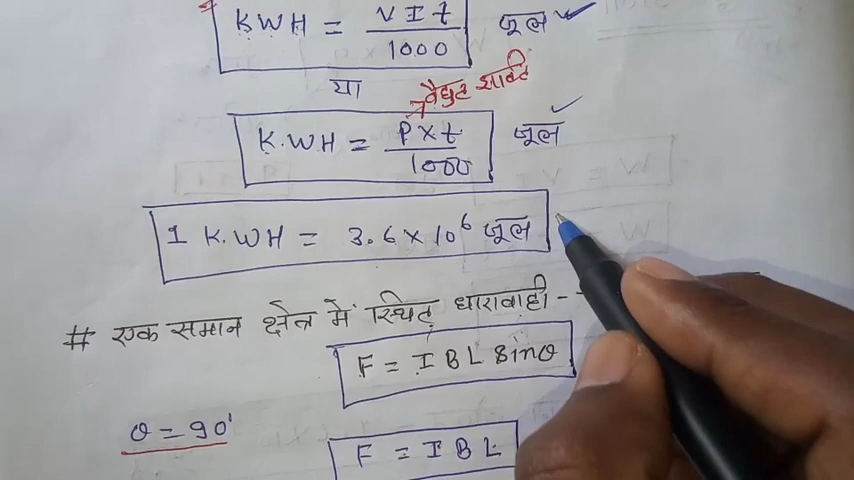 KWH = VIt/1000 जूल
या
वैद्युत शक्ति
K.WH = P×t/1000 जूल
1 K.WH = 3.6×10⁶ जूल
# एक समान क्षेत्र में स्थित धारावाही--
F = IBL sinθ
θ = 90°
F = IBL